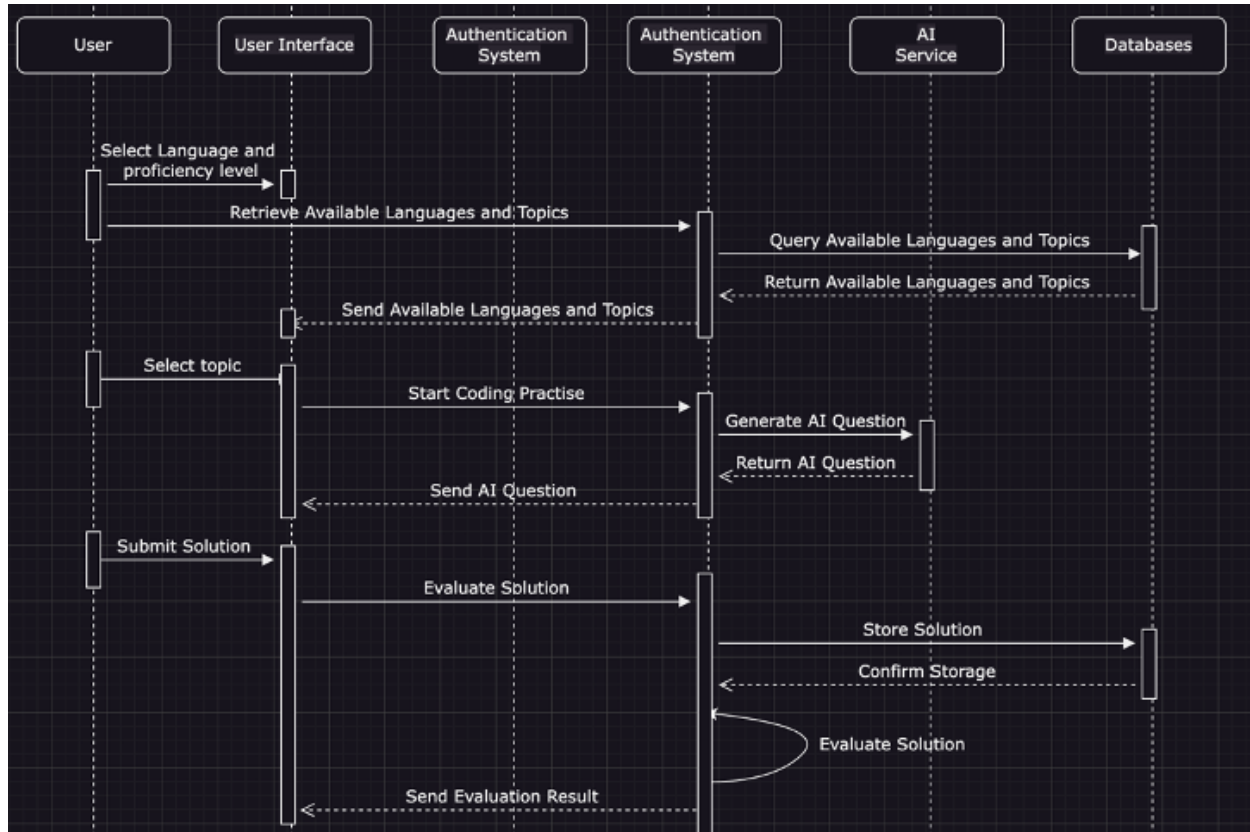 User
User Interface
Authentication
System
Authentication
System
AI
Service
Databases
Select Language and
proficiency level
Retrieve Available Languages and Topics
Query Available Languages and Topics
Return Available Languages and Topics
Send Available Languages and Topics
Select topic
Start Coding Practise
Generate AI Question
Return AI Question
Send AI Question
Submit Solution
Evaluate Solution
Store Solution
Confirm Storage
Evaluate Solution
Send Evaluation Result